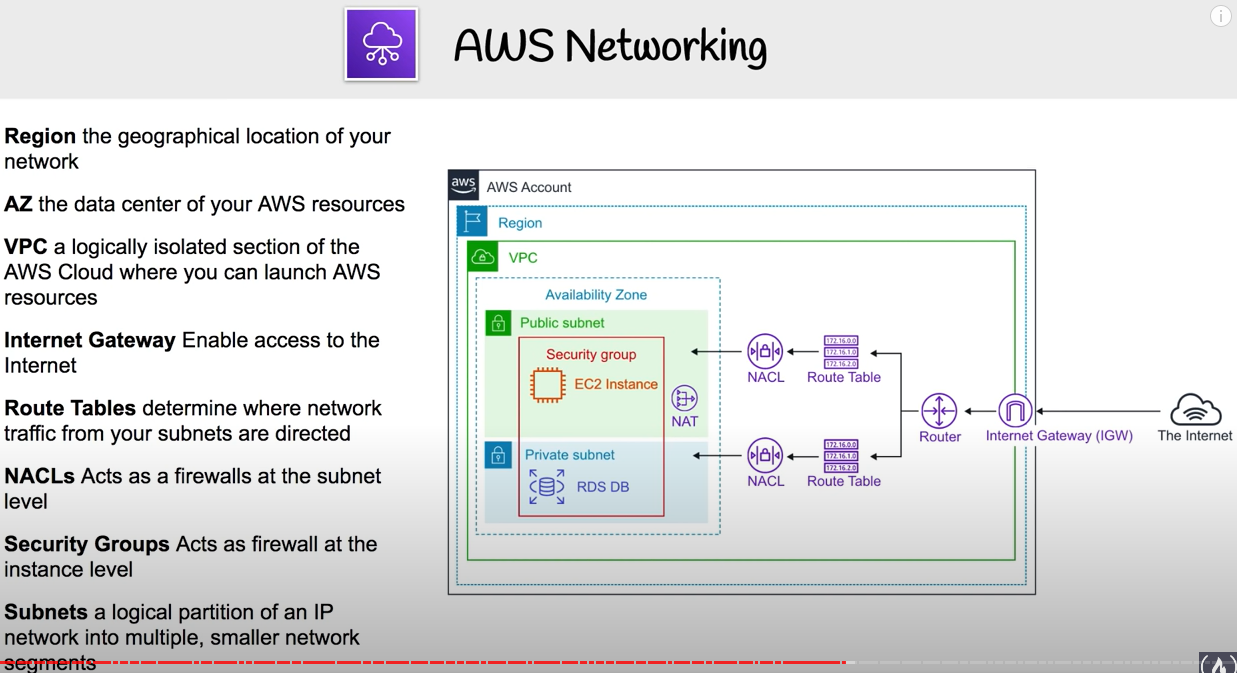 AWS Networking
Region the geographical location of your
network
AZ the data center of your AWS resources
VPC a logically isolated section of the
AWS Cloud where you can launch AWS
resources
Internet Gateway Enable access to the
Internet
Route Tables determine where network
traffic from your subnets are directed
NACLs Acts as a firewalls at the subnet
level
Security Groups Acts as firewall at the
instance level
Subnets a logical partition of an IP
network into multiple, smaller network
segments
aws AWS Account
Region
VPC
Availability Zone
Public subnet
Security group
EC2 Instance
NAT
Private subnet
RDS DB
172.16.0.0
172.16.1.0
172.16.2.0
NACL
Route Table
172.16.0.0
172.16.1.0
172.16.2.0
NACL
Route Table
Router
Internet Gateway (IGW)
The Internet